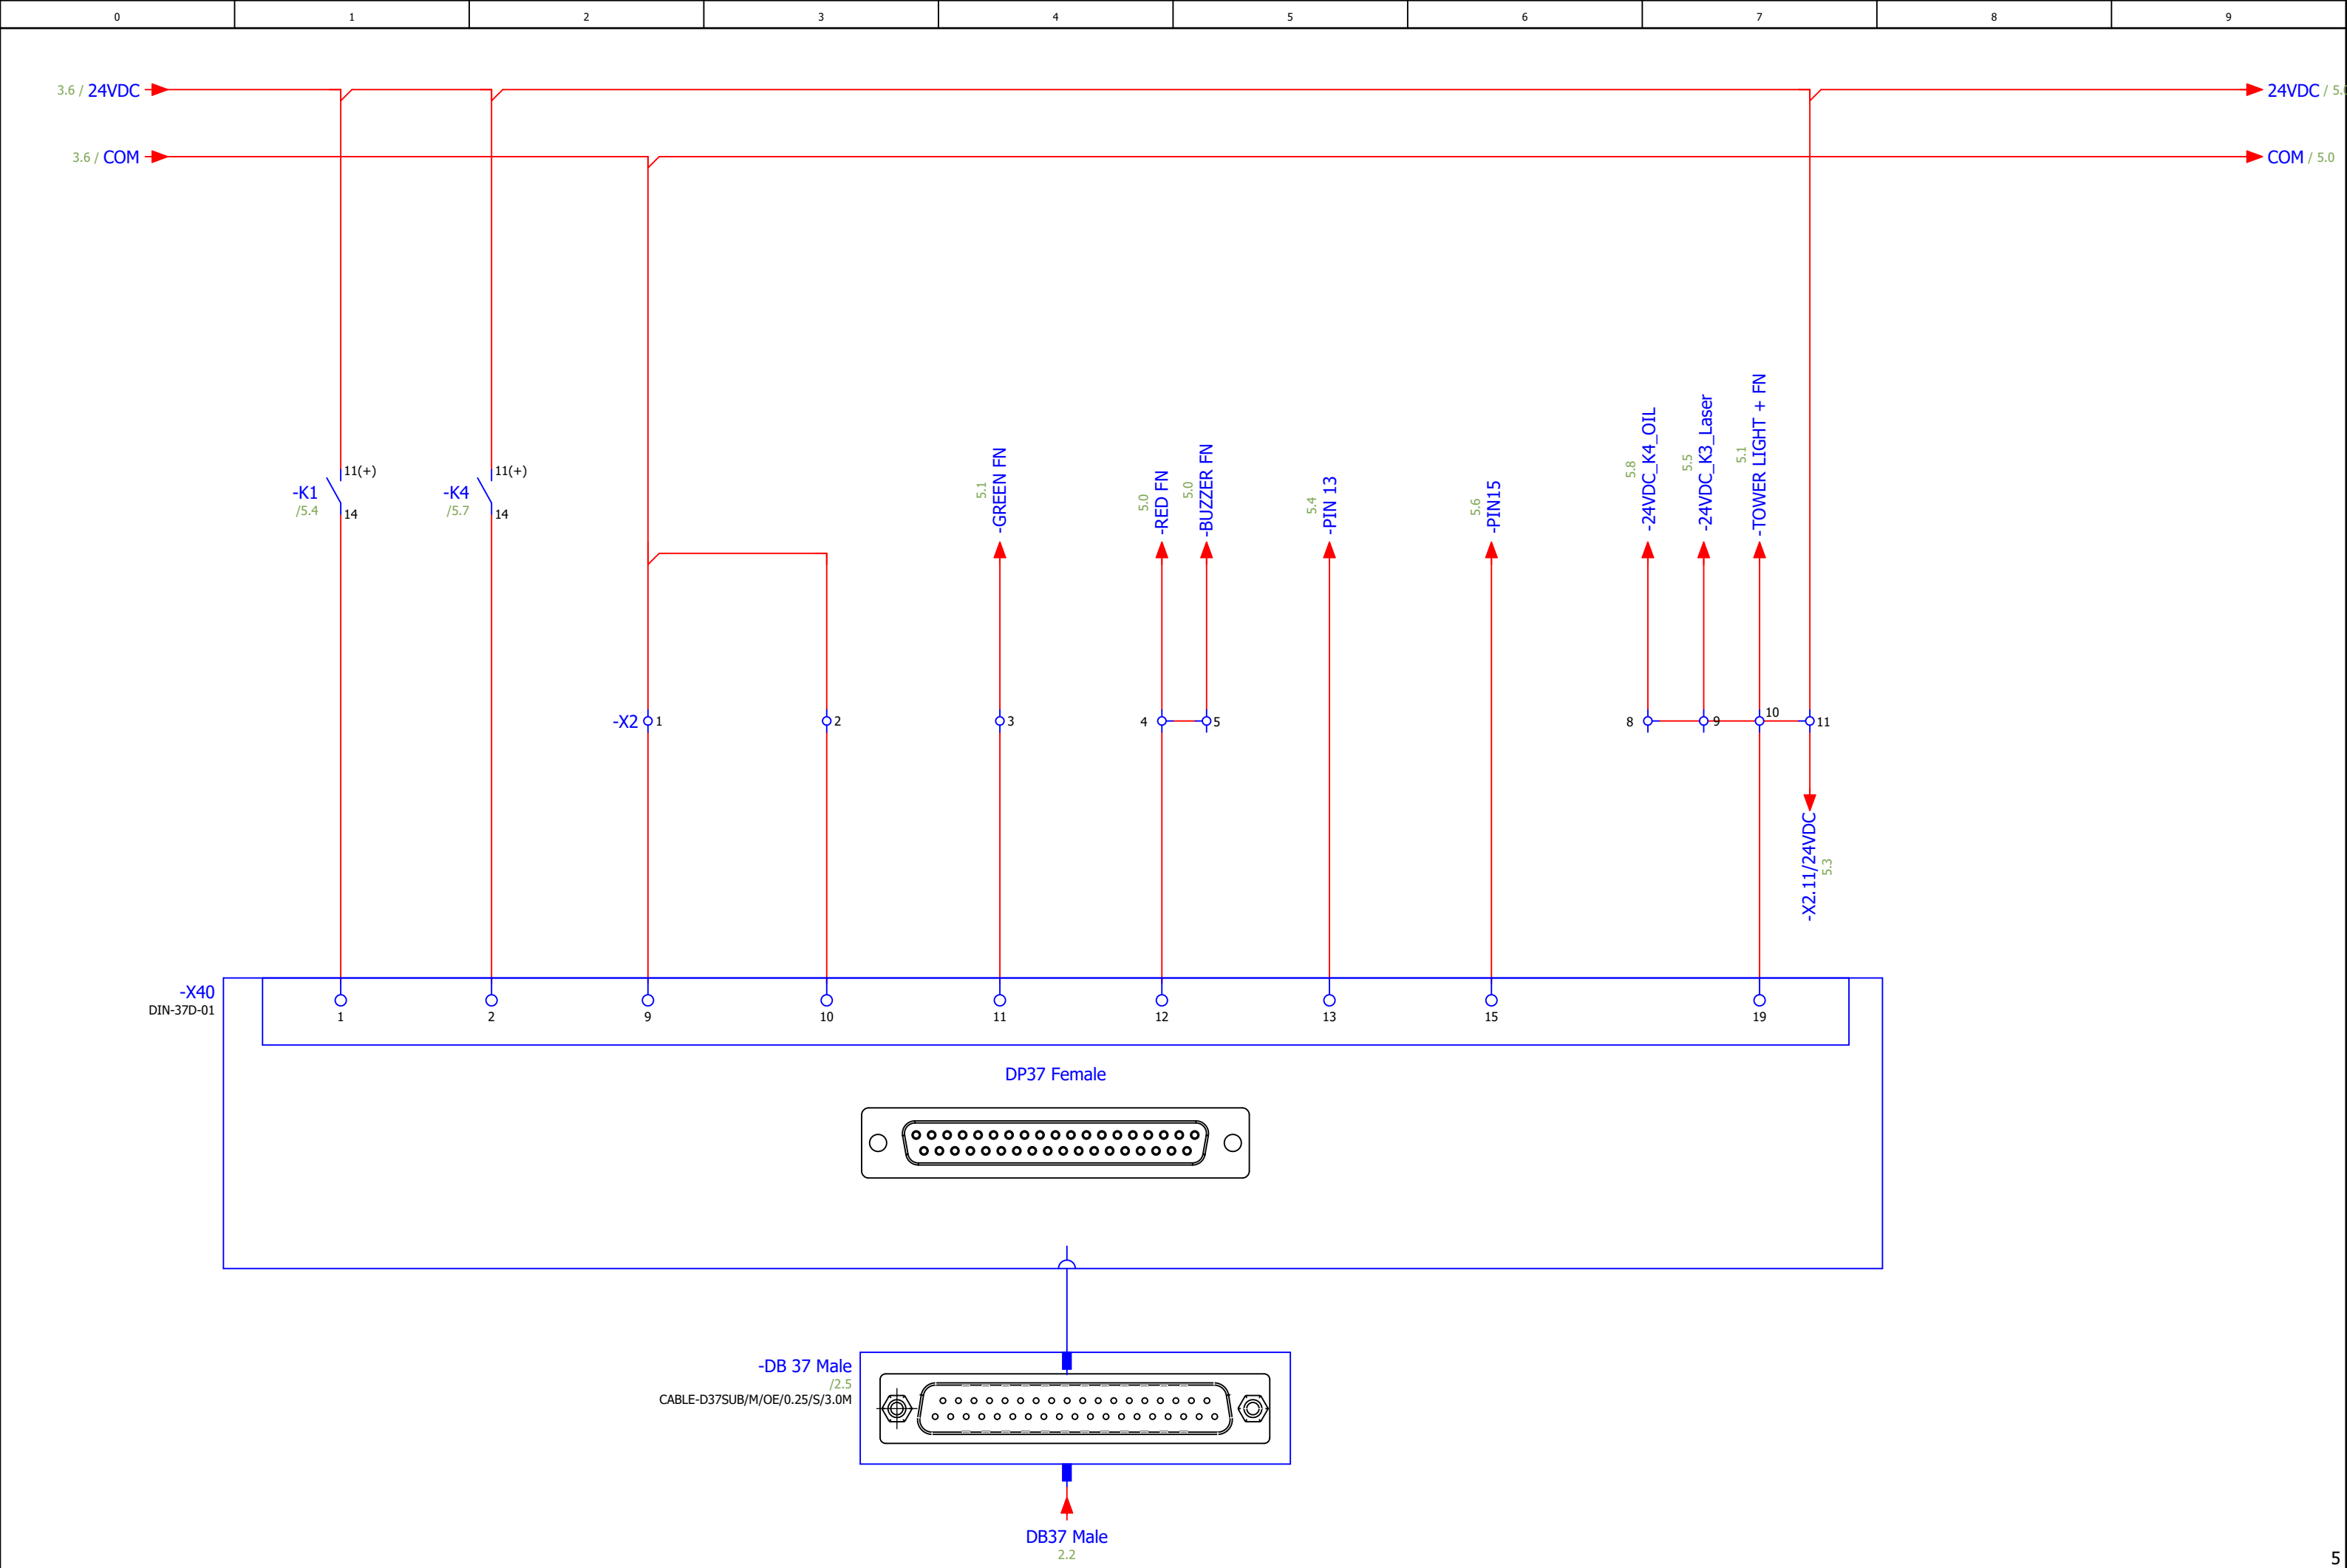 0 1 2 3 4 5 6 7 8 9
3.6 / 24VDC
24VDC / 5.0
3.6 / COM
COM / 5.0
-K1
/5.4
11(+)
14
-K4
/5.7
11(+)
14
5.1
-GREEN FN
5.0
-RED FN
5.0
-BUZZER FN
5.4
-PIN 13
5.6
-PIN15
5.8
-24VDC_K4_OIL
5.5
-24VDC_K3_Laser
5.1
-TOWER LIGHT + FN
-X2 1 2 3 4 5 8 9 10 11
-X2.11/24VDC
5.3
-X40
DIN-37D-01
1 2 9 10 11 12 13 15 19
DP37 Female
-DB 37 Male
/2.5
CABLE-D37SUB/M/OE/0.25/S/3.0M
DB37 Male
2.2
5